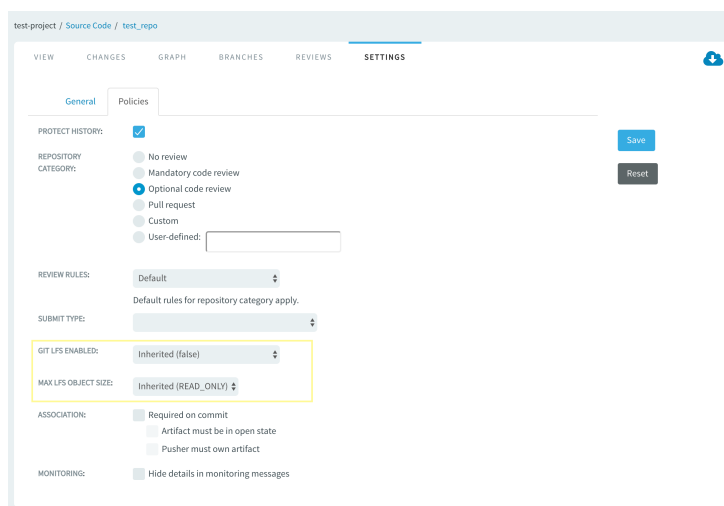 test-project / Source Code / test_repo
VIEW CHANGES GRAPH BRANCHES REVIEWS SETTINGS
General Policies
PROTECT HISTORY:
Save
REPOSITORY CATEGORY:
No review
Mandatory code review
Reset
Optional code review
Pull request
Custom
User-defined:
REVIEW RULES: Default
Default rules for repository category apply.
SUBMIT TYPE:
GIT LFS ENABLED: Inherited (false)
MAX LFS OBJECT SIZE: Inherited (READ_ONLY)
ASSOCIATION: Required on commit
Artifact must be in open state
Pusher must own artifact
MONITORING: Hide details in monitoring messages